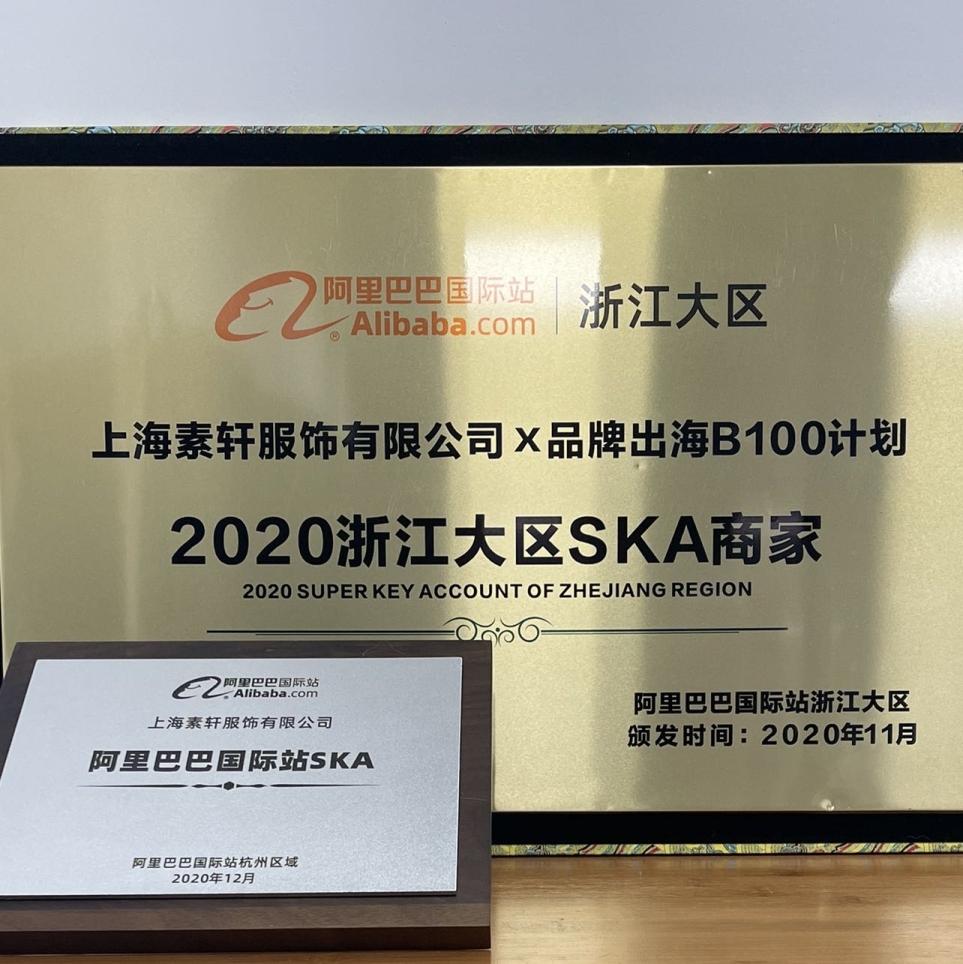 阿里巴巴国际站
Alibaba.com
®
浙江大区
上海素轩服饰有限公司 x 品牌出海B100计划
2020浙江大区SKA商家
2020 SUPER KEY ACCOUNT OF ZHEJIANG REGION
阿里巴巴国际站浙江大区
颁发时间：2020年11月
阿里巴巴国际站
®Alibaba.com
上海素轩服饰有限公司
阿里巴巴国际站SKA
阿里巴巴国际站杭州区域
2020年12月